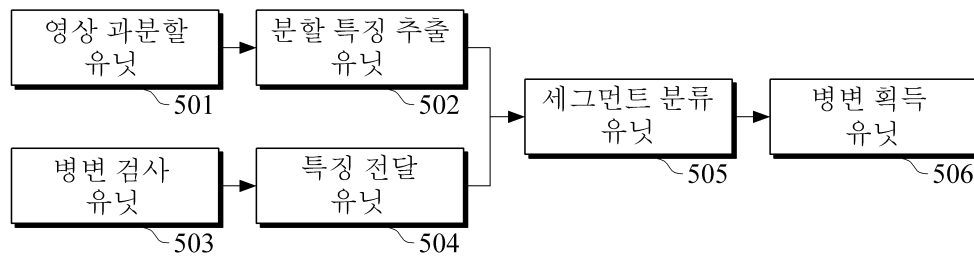 영상 과분할
유닛
501
분할 특징 추출
유닛
502
병변 검사
유닛
503
특징 전달
유닛
504
세그먼트 분류
유닛
505
병변 획득
유닛
506